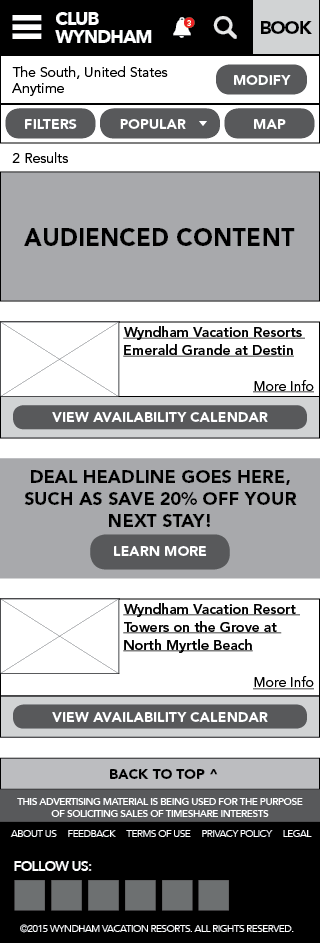 CLUB
WYNDHAM
3
BOOK
The South, United States
Anytime
MODIFY
FILTERS
POPULAR
MAP
2 Results
AUDIENCED CONTENT
Wyndham Vacation Resorts
Emerald Grande at Destin
More Info
VIEW AVAILABILITY CALENDAR
DEAL HEADLINE GOES HERE,
SUCH AS SAVE 20% OFF YOUR
NEXT STAY!
LEARN MORE
Wyndham Vacation Resort
Towers on the Grove at
North Myrtle Beach
More Info
VIEW AVAILABILITY CALENDAR
BACK TO TOP ^
THIS ADVERTISING MATERIAL IS BEING USED FOR THE PURPOSE
OF SOLICITING SALES OF TIMESHARE INTERESTS
ABOUT US FEEDBACK TERMS OF USE PRIVACY POLICY LEGAL
FOLLOW US:
©2015 WYNDHAM VACATION RESORTS. ALL RIGHTS RESERVED.